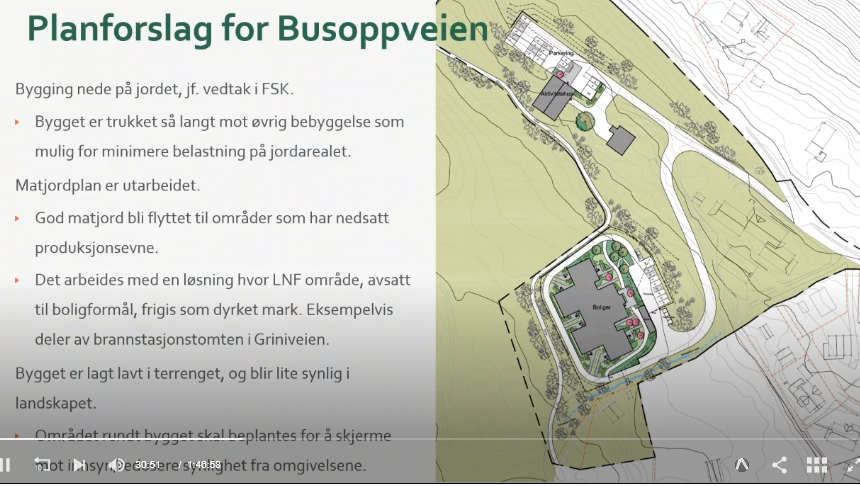 Planforslag for Busoppveien
Bygging nede på jordet, jf. vedtak i FSK.
Bygget er trukket så langt mot øvrig bebyggelse som
mulig for minimere belastning på jordarealet.
Matjordplan er utarbeidet.
God matjord bli flyttet til områder som har nedsatt
produksjonsevne.
Det arbeides med en løsning hvor LNF område, avsatt
til boligformål, frigis som dyrket mark. Eksempelvis
deler av brannstasjonstomten i Griniveien.
Bygget er lagt lavt i terrenget, og blir lite synlig i
landskapet.
Området rundt bygget skal beplantes for å skjerme
mot innsyn, synlighet fra omgivelsene.
30:51 / 1:46:58
Parkering
Aktivitetshus
Boliger